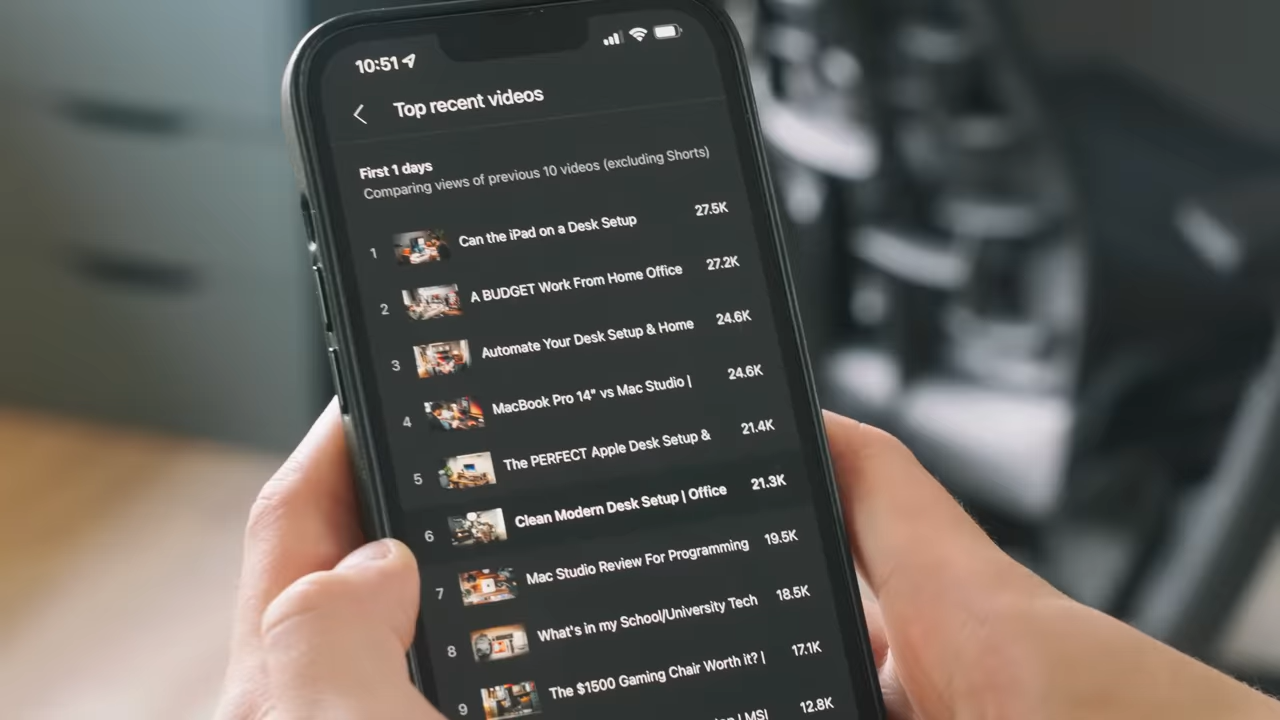 10:51
Top recent videos
First 1 days
Comparing views of previous 10 videos (excluding Shorts)
1 Can the iPad on a Desk Setup 27.5K
2 A BUDGET Work From Home Office 27.2K
3 Automate Your Desk Setup & Home 24.6K
4 MacBook Pro 14" vs Mac Studio | 24.6K
5 The PERFECT Apple Desk Setup & 21.4K
6 Clean Modern Desk Setup | Office 21.3K
7 Mac Studio Review For Programming 19.5K
8 What's in my School/University Tech 18.5K
9 The $1500 Gaming Chair Worth it? | 17.1K
| MSI 12.8K